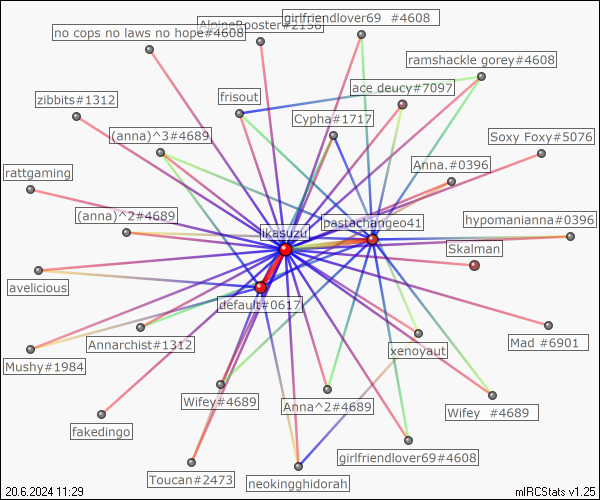 girlfriendlover69 #4608
AlpineRooster#2156
no cops no laws no hope#4608
ramshackle gorey#4608
ace deucy#7097
frisout
zibbits#1312
Cypha#1717
(anna)^3#4689
Soxy Foxy#5076
Anna.#0396
rattgaming
(anna)^2#4689
pastachangeo41
hypomanianna#0396
ikasuzu
Skalman
avelicious
default#0617
Annarchist#1312
Mad #6901
xenoyaut
Mushy#1984
Wifey#4689
Anna^2#4689
Wifey #4689
fakedingo
girlfriendlover69#4608
Toucan#2473
neokingghidorah
20.6.2024 11:29
mIRCStats v1.25